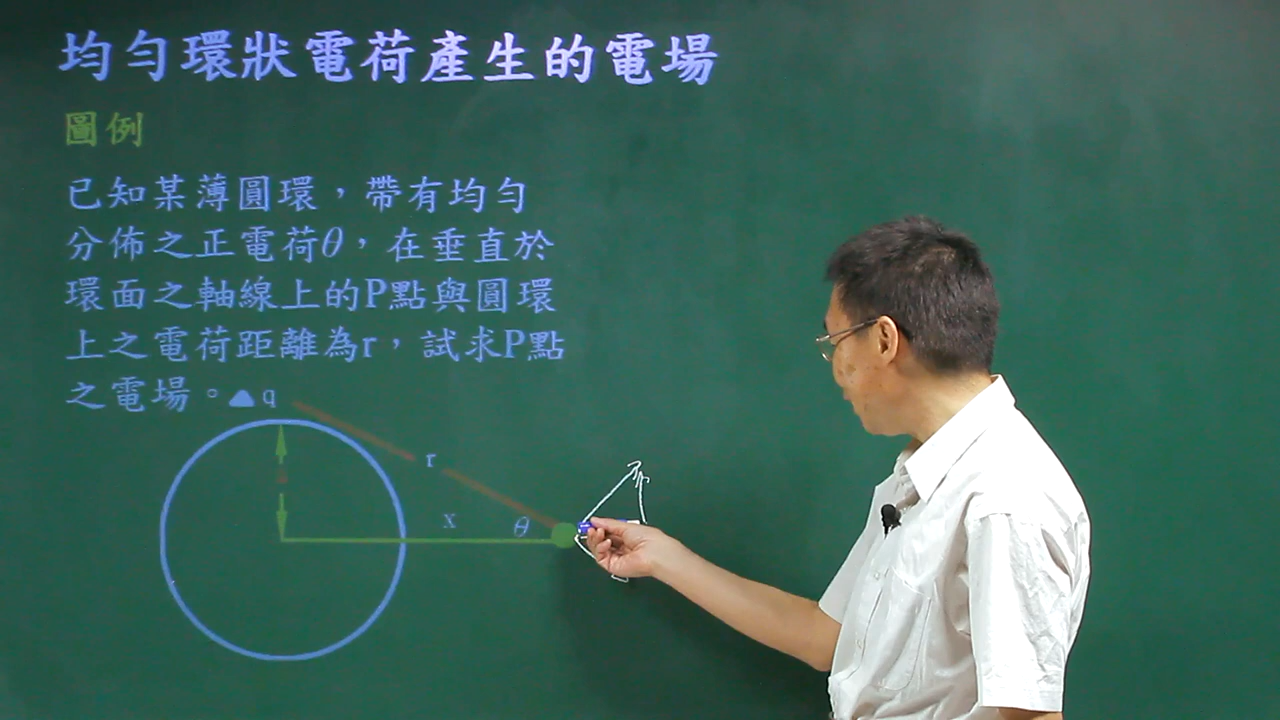 均勻環狀電荷產生的電場
圖例
已知某薄圓環，帶有均勻
分佈之正電荷θ，在垂直於
環面之軸線上的P點與圓環
上之電荷距離為r，試求P點
之電場。▲q
r
x
θ